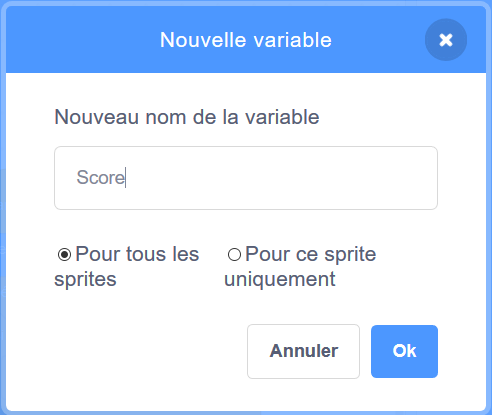 Nouvelle variable
Nouveau nom de la variable
Score
Pour tous les sprites
Pour ce sprite uniquement
Annuler
Ok